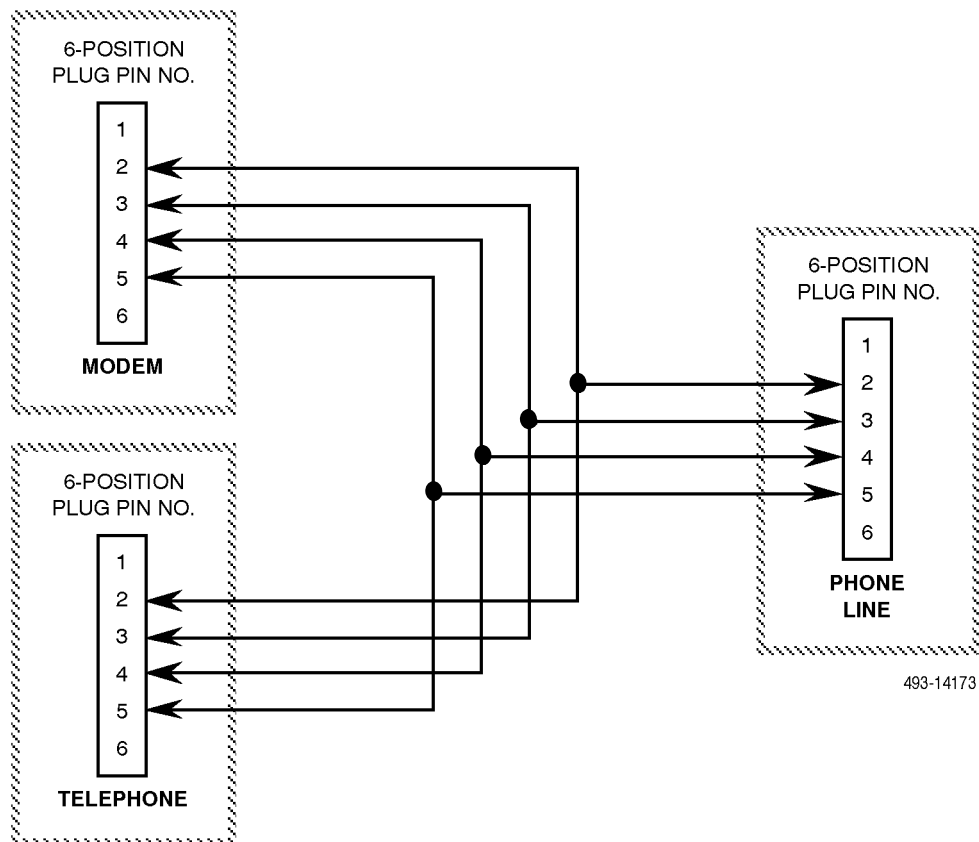 6-POSITION
PLUG PIN NO.
1
2
3
4
5
6
MODEM
6-POSITION
PLUG PIN NO.
1
2
3
4
5
6
TELEPHONE
6-POSITION
PLUG PIN NO.
1
2
3
4
5
6
PHONE
LINE
493-14173